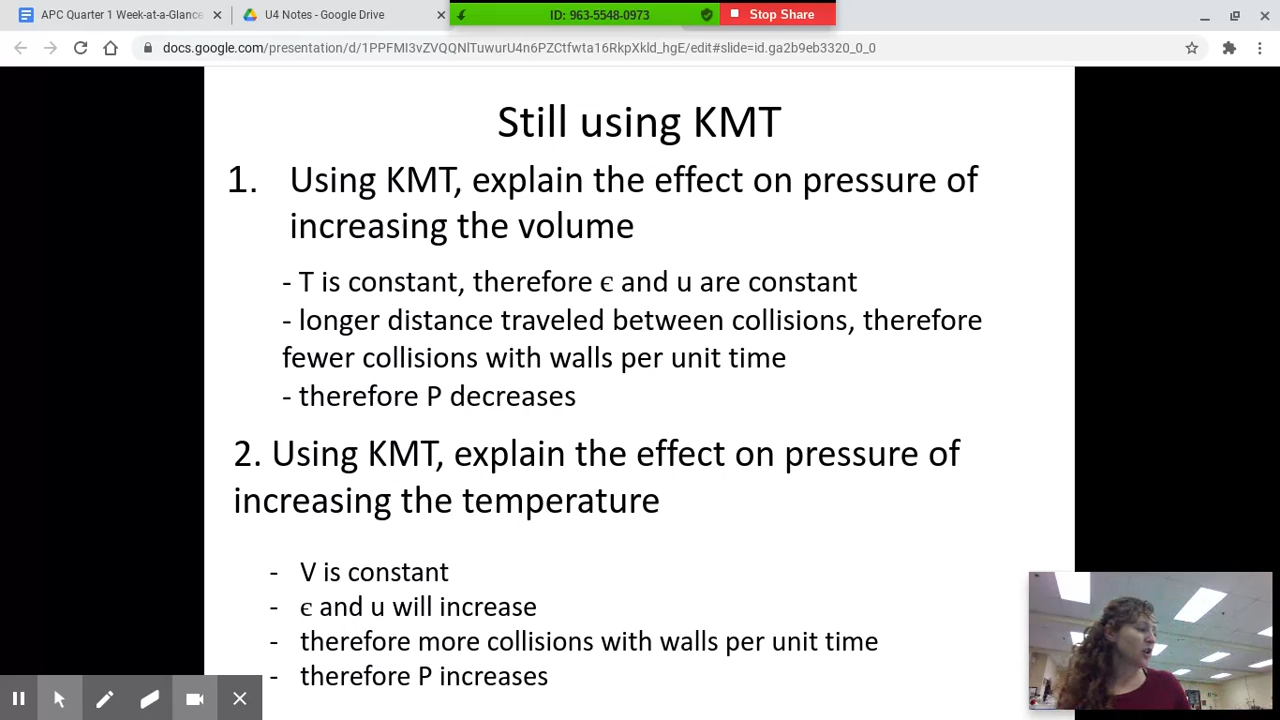 APC Quarter 1 Week-at-a-Glance
U4 Notes - Google Drive
ID: 963-5548-0973
Stop Share
docs.google.com/presentation/d/1PPFMI3vZVQQNlTuwurU4n6PZCtfwta16RkpXkld_hgE/edit#slide=id.ga2b9eb3320_0_0
Still using KMT
1. Using KMT, explain the effect on pressure of
increasing the volume
- T is constant, therefore ϵ and u are constant
- longer distance traveled between collisions, therefore
fewer collisions with walls per unit time
- therefore P decreases
2. Using KMT, explain the effect on pressure of
increasing the temperature
- V is constant
- ϵ and u will increase
- therefore more collisions with walls per unit time
- therefore P increases